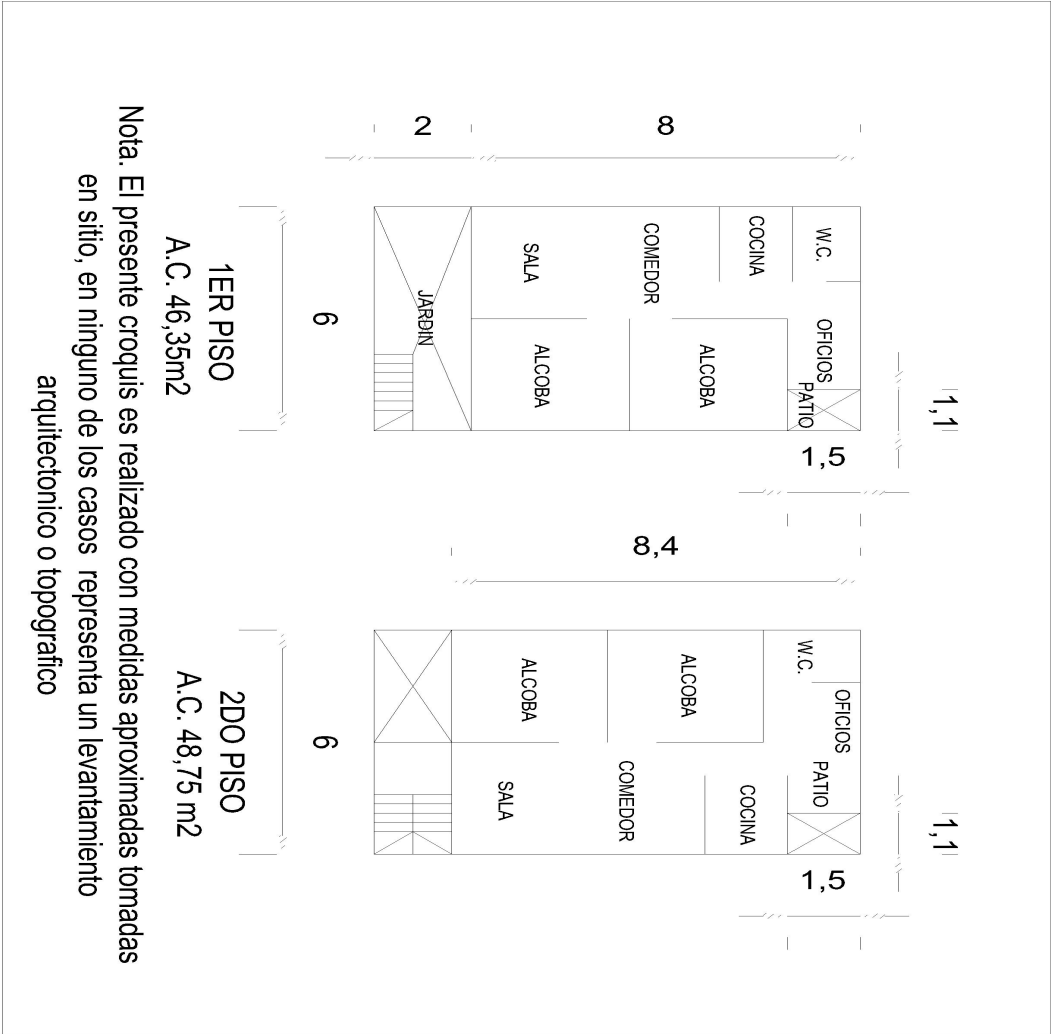 1,1
1,5
W.C.
OFICIOS
PATIO
COCINA
COMEDOR
ALCOBA
SALA
ALCOBA
JARDIN
8
2
6
1ER PISO
A.C. 46,35m2
1,1
1,5
W.C.
OFICIOS
PATIO
ALCOBA
COCINA
COMEDOR
ALCOBA
SALA
8,4
6
2DO PISO
A.C. 48,75 m2
Nota. El presente croquis es realizado con medidas aproximadas tomadas
en sitio, en ninguno de los casos representa un levantamiento
arquitectonico o topografico